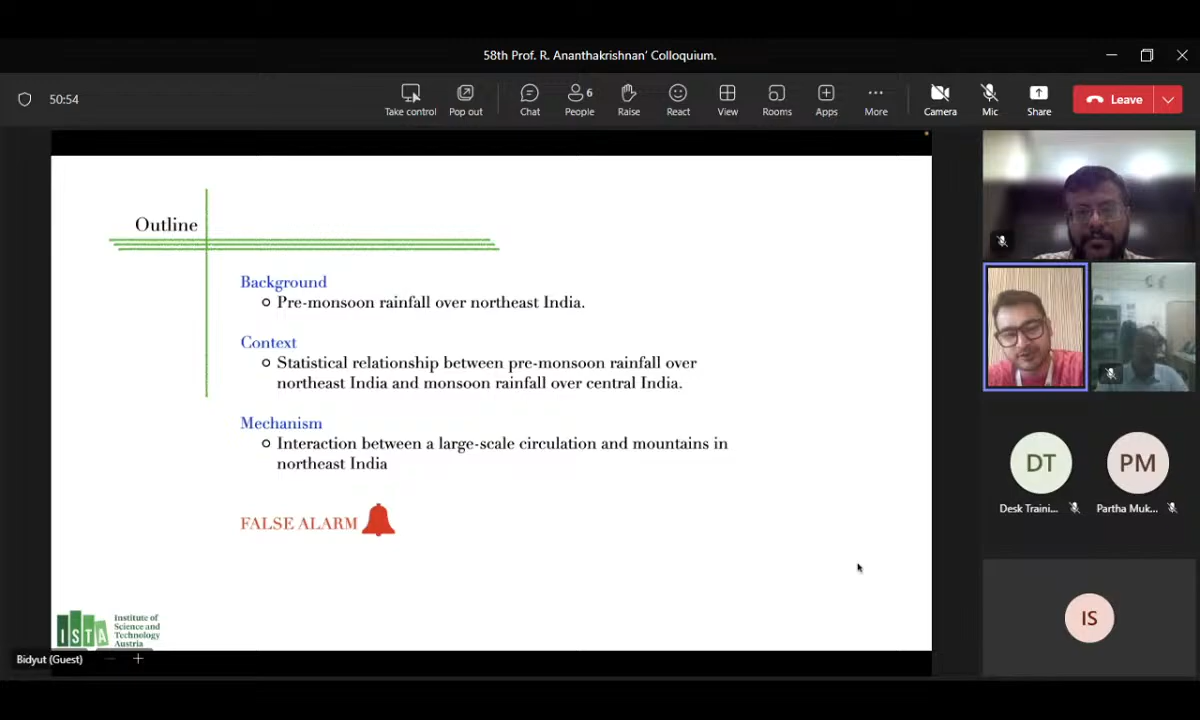 58th Prof. R. Ananthakrishnan' Colloquium.
50:54
Take control
Pop out
Chat
6
People
Raise
React
View
Rooms
Apps
More
Camera
Mic
Share
Leave
Outline
Background
Pre-monsoon rainfall over northeast India.
Context
Statistical relationship between pre-monsoon rainfall over
northeast India and monsoon rainfall over central India.
Mechanism
Interaction between a large-scale circulation and mountains in
northeast India
FALSE ALARM
ISTA
Institute of
Science and
Technology
Austria
Bidyut (Guest)
DT
Desk Traini...
PM
Partha Muk...
IS